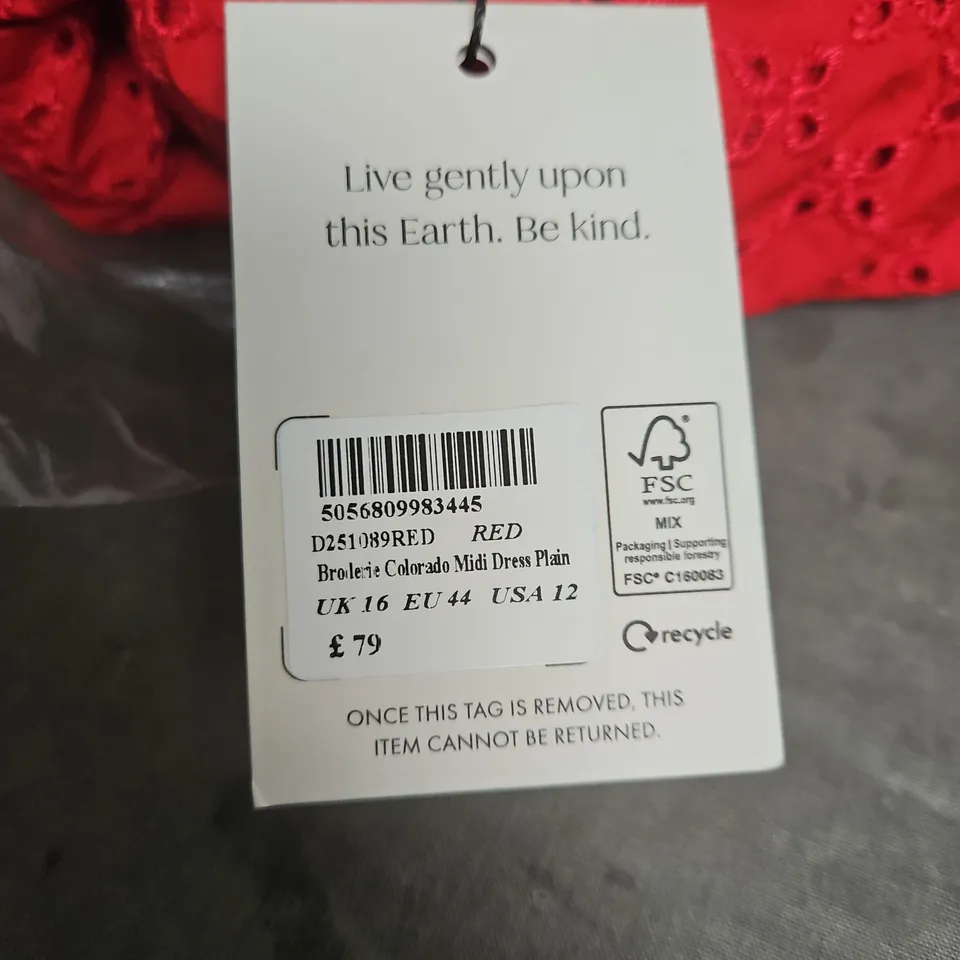 Live gently upon
this Earth. Be kind.
5056809983445
D251089RED RED
Broderie Colorado Midi Dress Plain
UK 16 EU 44 USA 12
£ 79
FSC®
www.fsc.org
MIX
Packaging | Supporting
responsible forestry
FSC® C160083
recycle
ONCE THIS TAG IS REMOVED, THIS
ITEM CANNOT BE RETURNED.